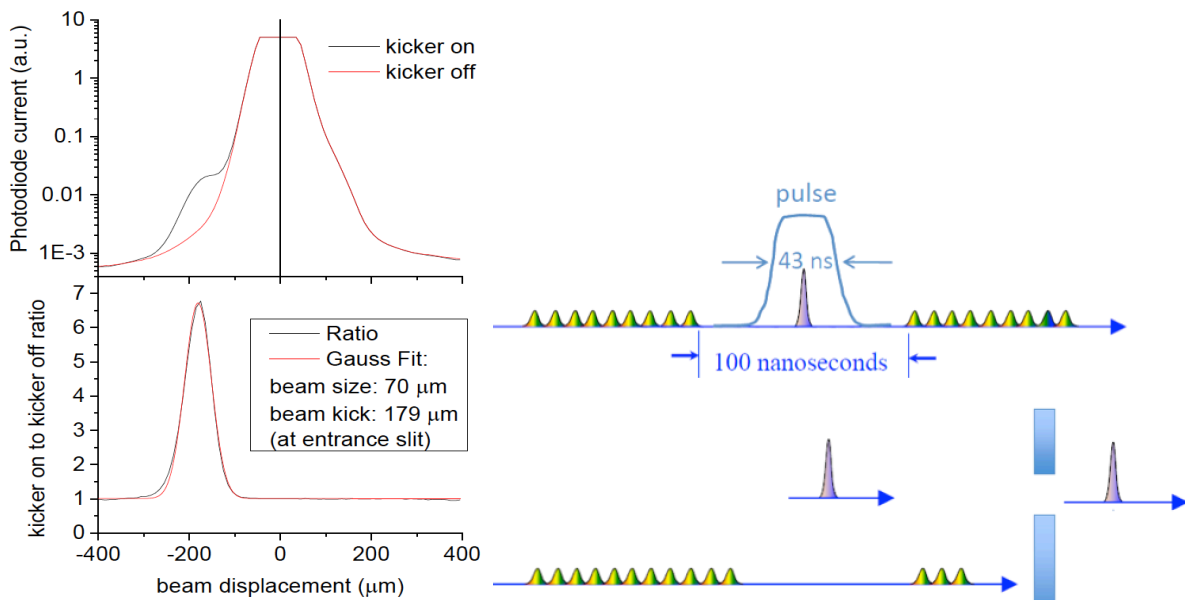 Photodiode current (a.u.)
10
1
0.1
0.01
1E-3
kicker on
kicker off
kicker on to kicker off ratio
7
6
5
4
3
2
1
0
Ratio
Gauss Fit:
beam size: 70 μm
beam kick: 179 μm
(at entrance slit)
-400 -200 0 200 400
beam displacement (μm)
pulse
43 ns
100 nanoseconds